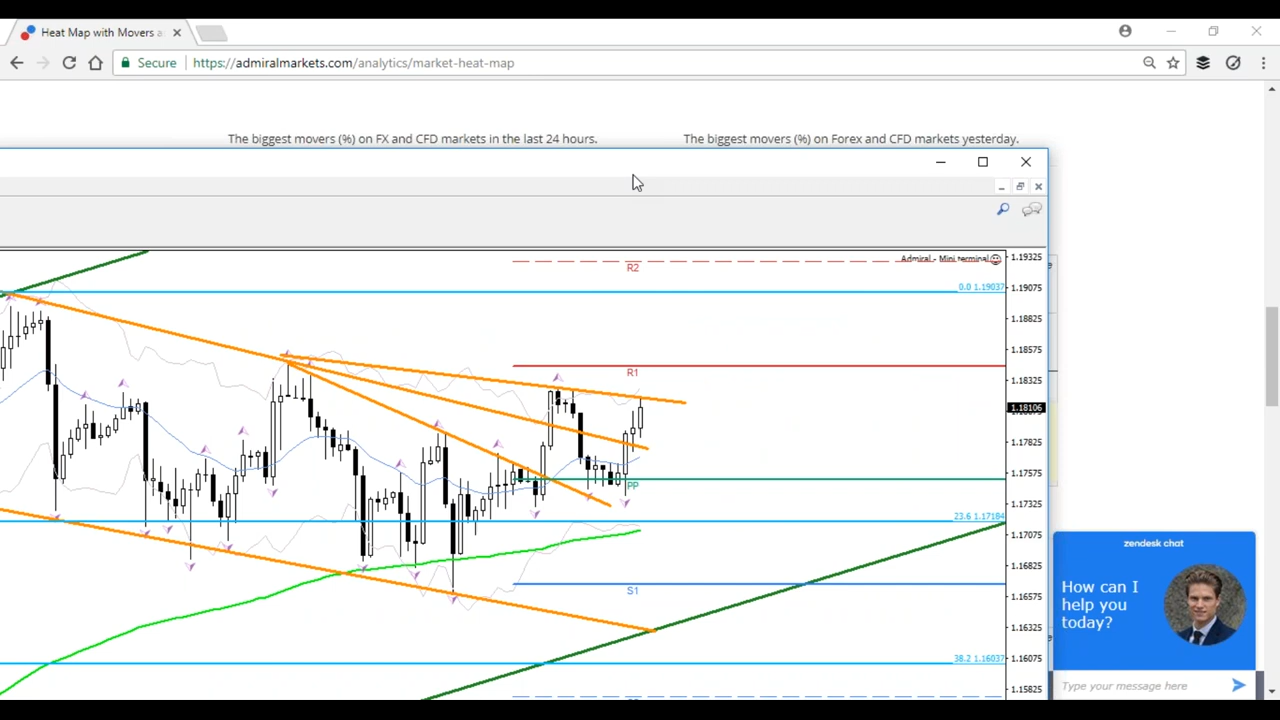 Heat Map with Movers a
Secure
https://admiralmarkets.com/analytics/market-heat-map
The biggest movers (%) on FX and CFD markets in the last 24 hours.
The biggest movers (%) on Forex and CFD markets yesterday.
Admiral - Mini terminal
1.19325
R2
0.0 1.19037
1.19075
1.18825
1.18575
R1
1.18325
1.18106
1.17825
1.17575
PP
1.17325
23.6 1.17184
1.17075
1.16825
S1
1.16575
1.16325
38.2 1.16037
1.16075
1.15825
zendesk chat
How can I
help you
today?
Type your message here